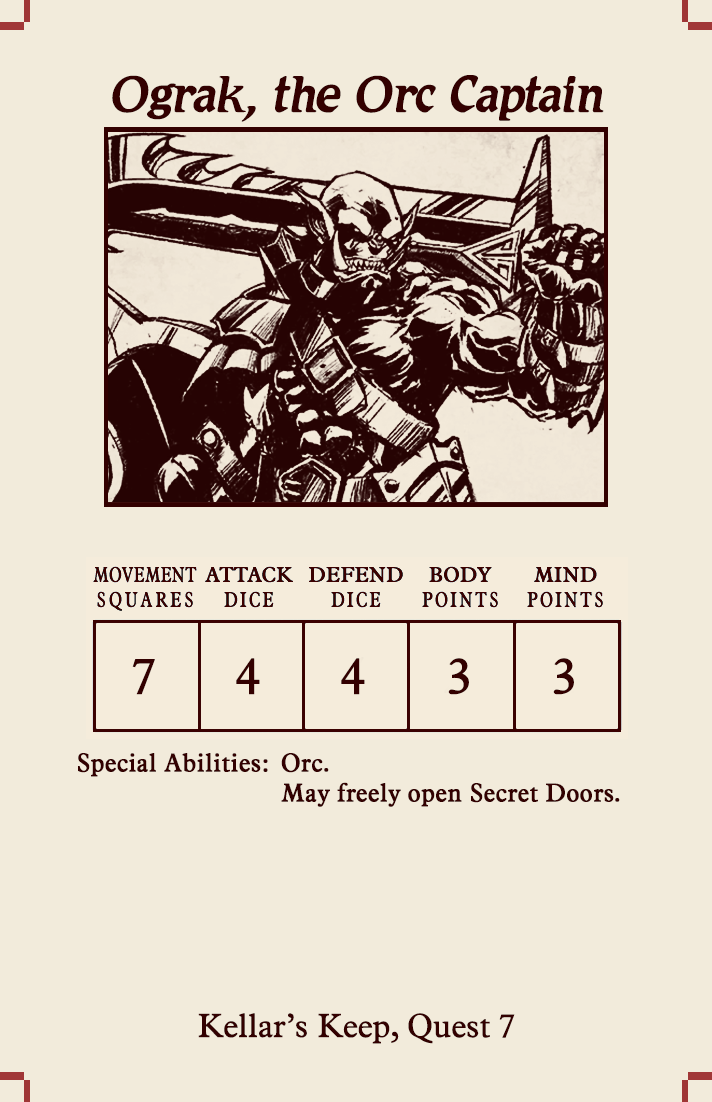 Ograk, the Orc Captain
MOVEMENT SQUARES ATTACK DICE DEFEND DICE BODY POINTS MIND POINTS
7 4 4 3 3
Special Abilities: Orc.
May freely open Secret Doors.
Kellar's Keep, Quest 7